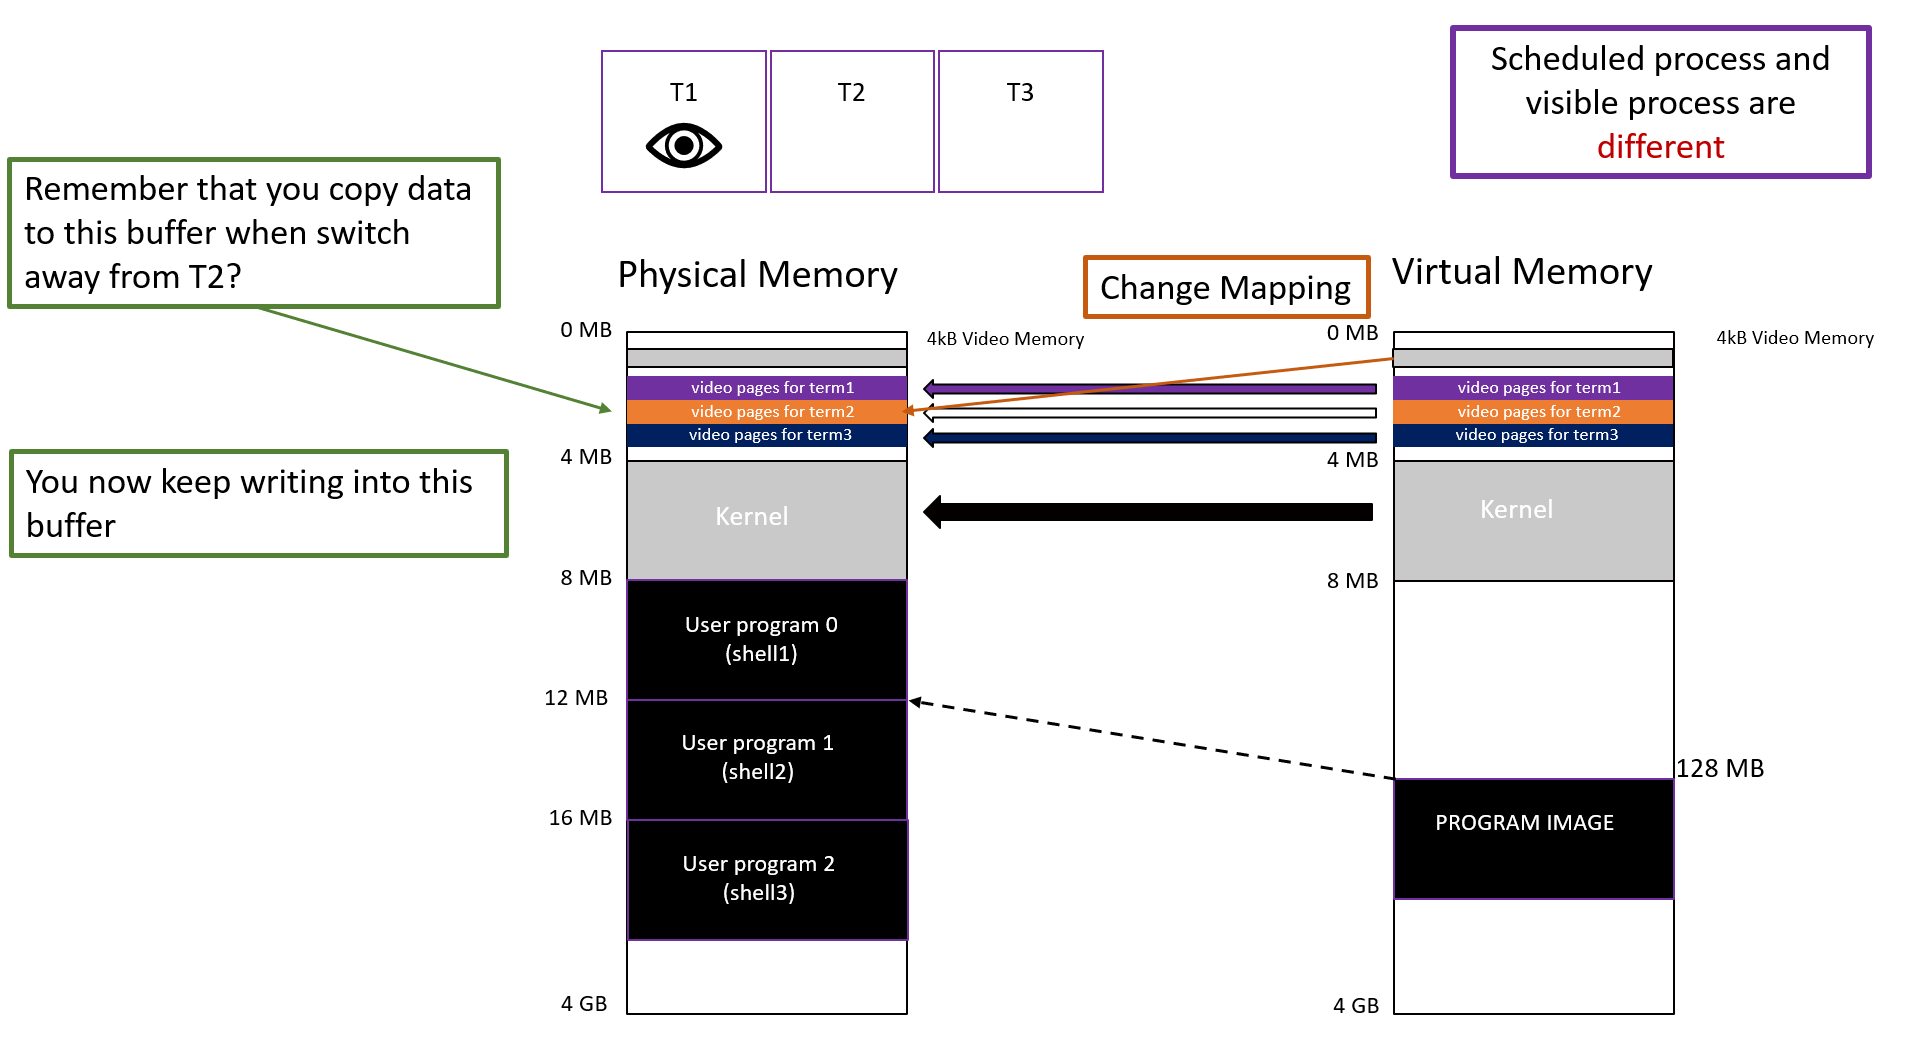 T1
T2
T3
Scheduled process and
visible process are
different
Remember that you copy data
to this buffer when switch
away from T2?
Physical Memory
Change Mapping
Virtual Memory
0 MB
4kB Video Memory
0 MB
4kB Video Memory
video pages for term1
video pages for term1
video pages for term2
video pages for term2
video pages for term3
video pages for term3
4 MB
4 MB
You now keep writing into this
buffer
Kernel
Kernel
8 MB
8 MB
User program 0
(shell1)
12 MB
User program 1
(shell2)
128 MB
16 MB
PROGRAM IMAGE
User program 2
(shell3)
4 GB
4 GB